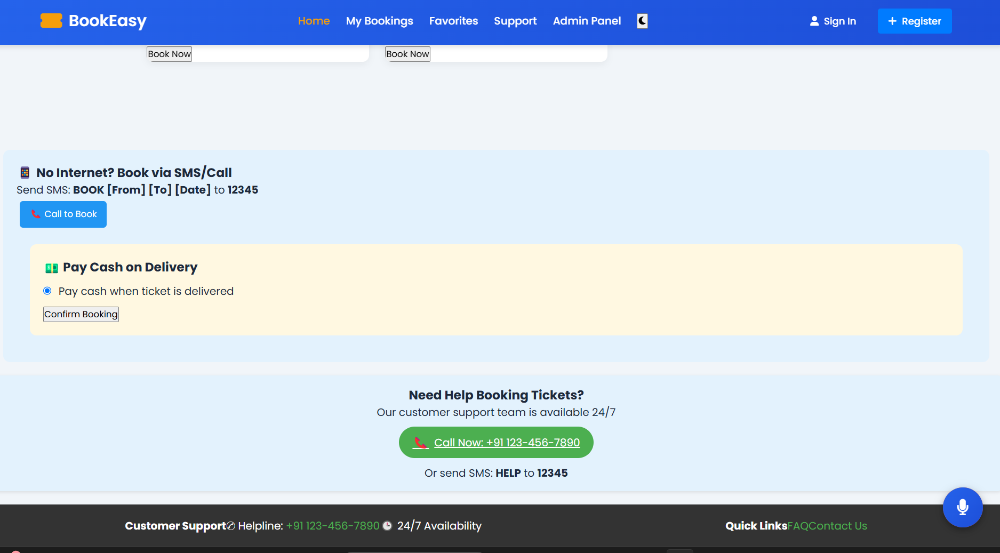 BookEasy Home My Bookings Favorites Support Admin Panel Sign In + Register
Book Now Book Now
No Internet? Book via SMS/Call
Send SMS: BOOK [From] [To] [Date] to 12345
Call to Book
Pay Cash on Delivery
Pay cash when ticket is delivered
Confirm Booking
Need Help Booking Tickets?
Our customer support team is available 24/7
Call Now: +91 123-456-7890
Or send SMS: HELP to 12345
Customer Support✆ Helpline: +91 123-456-7890 24/7 Availability Quick LinksFAQContact Us